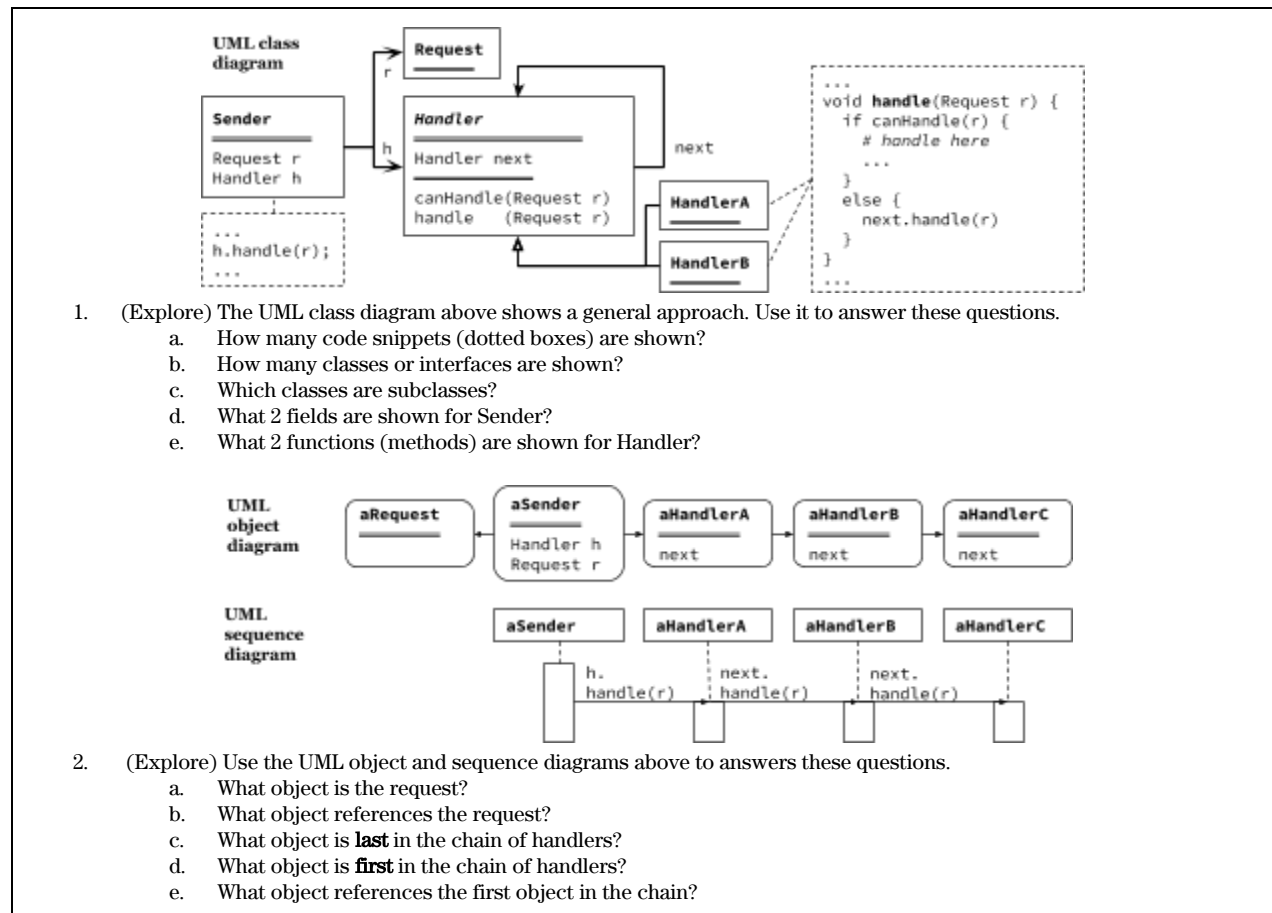 UML class
diagram
Request
r
Sender
Request r
Handler h
...
h.handle(r);
...
h
Handler
Handler next
canHandle(Request r)
handle (Request r)
next
HandlerA
HandlerB
...
void handle(Request r) {
if canHandle(r) {
# handle here
...
}
else {
next.handle(r)
}
}
...
1. (Explore) The UML class diagram above shows a general approach. Use it to answer these questions.
a. How many code snippets (dotted boxes) are shown?
b. How many classes or interfaces are shown?
c. Which classes are subclasses?
d. What 2 fields are shown for Sender?
e. What 2 functions (methods) are shown for Handler?
UML
object
diagram
aRequest
aSender
Handler h
Request r
aHandlerA
next
aHandlerB
next
aHandlerC
next
UML
sequence
diagram
aSender
aHandlerA
aHandlerB
aHandlerC
h.
handle(r)
next.
handle(r)
next.
handle(r)
2. (Explore) Use the UML object and sequence diagrams above to answers these questions.
a. What object is the request?
b. What object references the request?
c. What object is last in the chain of handlers?
d. What object is first in the chain of handlers?
e. What object references the first object in the chain?